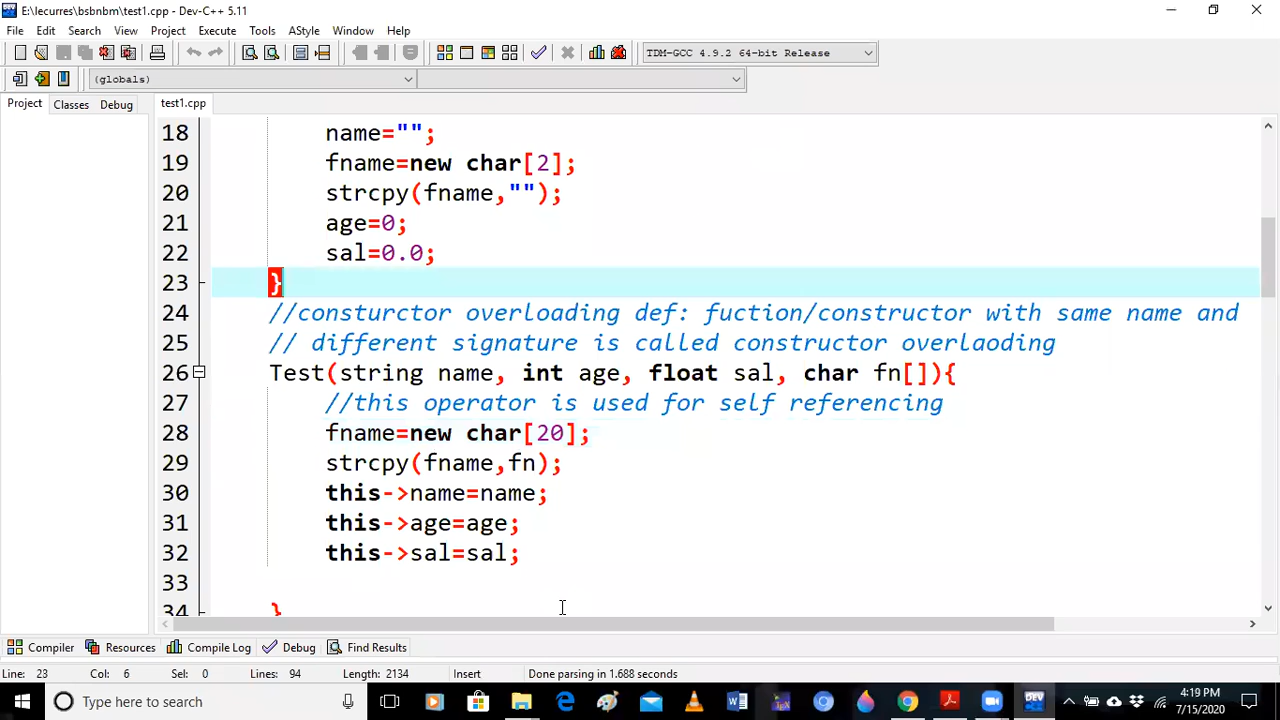 E:\lecurres\bsbnbm\test1.cpp - Dev-C++ 5.11
File Edit Search View Project Execute Tools AStyle Window Help
TDM-GCC 4.9.2 64-bit Release
(globals)
Project Classes Debug test1.cpp
18 name="";
19 fname=new char[2];
20 strcpy(fname,"");
21 age=0;
22 sal=0.0;
23 }
24 //consturctor overloading def: fuction/constructor with same name and
25 // different signature is called constructor overlaoding
26 Test(string name, int age, float sal, char fn[]){
27 //this operator is used for self referencing
28 fname=new char[20];
29 strcpy(fname,fn);
30 this->name=name;
31 this->age=age;
32 this->sal=sal;
33
34 }
Compiler Resources Compile Log Debug Find Results
Line: 23 Col: 6 Sel: 0 Lines: 94 Length: 2134 Insert Done parsing in 1.688 seconds
Type here to search
4:19 PM
7/15/2020